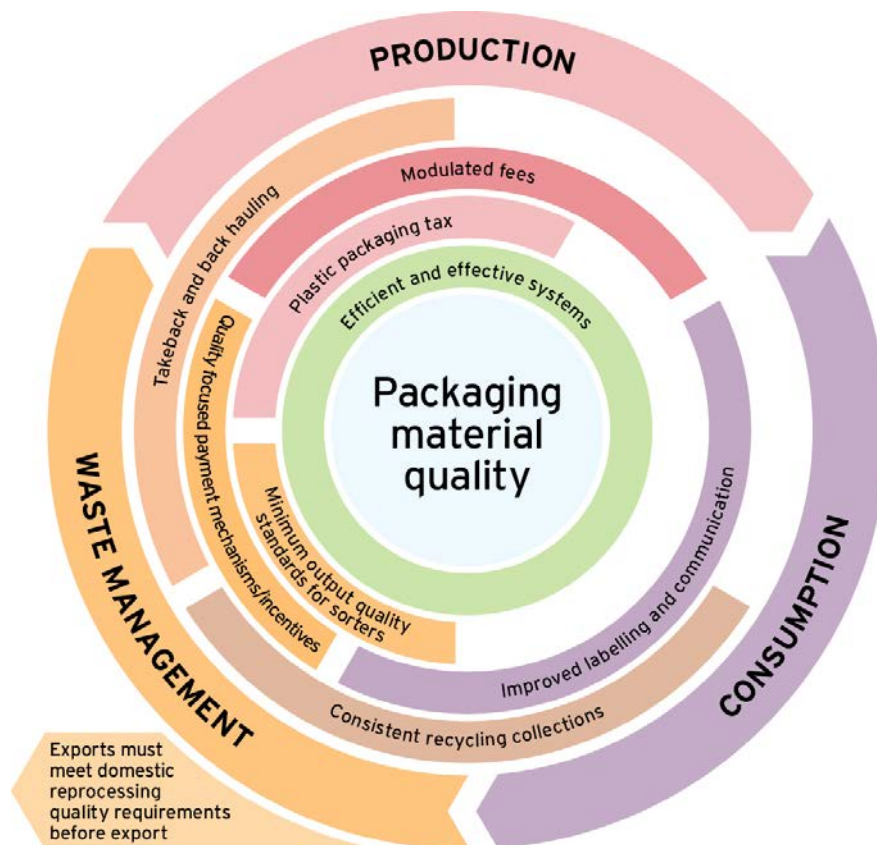 PRODUCTION
Takeback and back hauling
Modulated fees
Plastic packaging tax
Efficient and effective systems
Packaging
material
quality
Quality focused payment mechanisms/incentives
Minimum output quality
standards for sorters
Improved labelling and communication
Consistent recycling collections
WASTE MANAGEMENT
CONSUMPTION
Exports must
meet domestic
reprocessing
quality requirements
before export